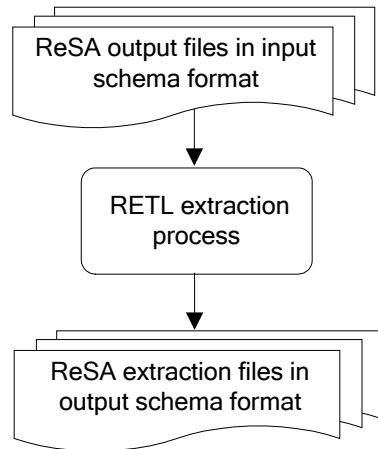 ReSA output files in input
schema format
RETL extraction
process
ReSA extraction files in
output schema format